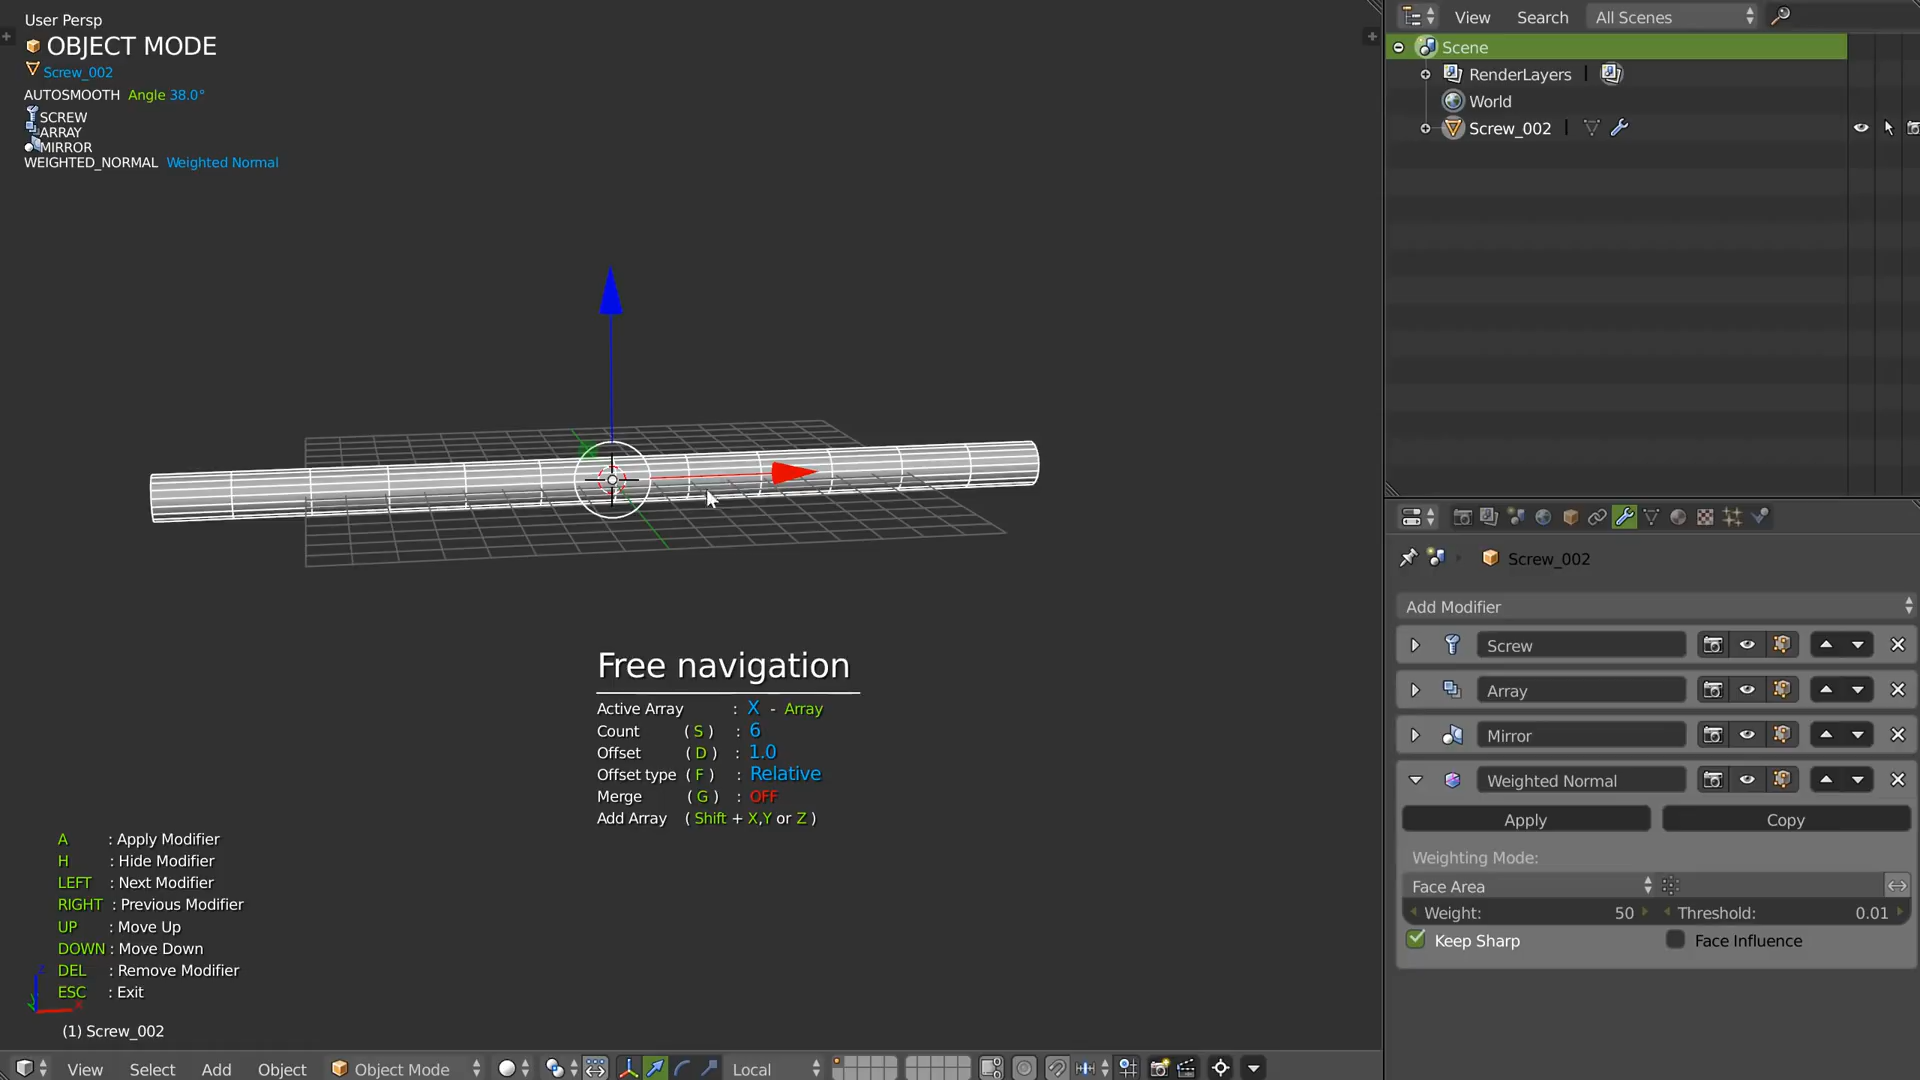 User Persp
OBJECT MODE
Screw_002
AUTOSMOOTH Angle 38.0°
SCREW
ARRAY
MIRROR
WEIGHTED_NORMAL Weighted Normal
Free navigation
Active Array : X - Array
Count ( S ) : 6
Offset ( D ) : 1.0
Offset type ( F ) : Relative
Merge ( G ) : OFF
Add Array ( Shift + X,Y or Z )
A : Apply Modifier
H : Hide Modifier
LEFT : Next Modifier
RIGHT : Previous Modifier
UP : Move Up
DOWN : Move Down
DEL : Remove Modifier
ESC : Exit
(1) Screw_002
View Select Add Object Object Mode Local
View Search All Scenes
Scene
RenderLayers
World
Screw_002
Screw_002
Add Modifier
Screw
Array
Mirror
Weighted Normal
Apply Copy
Weighting Mode:
Face Area
Weight: 50 Threshold: 0.01
Keep Sharp Face Influence